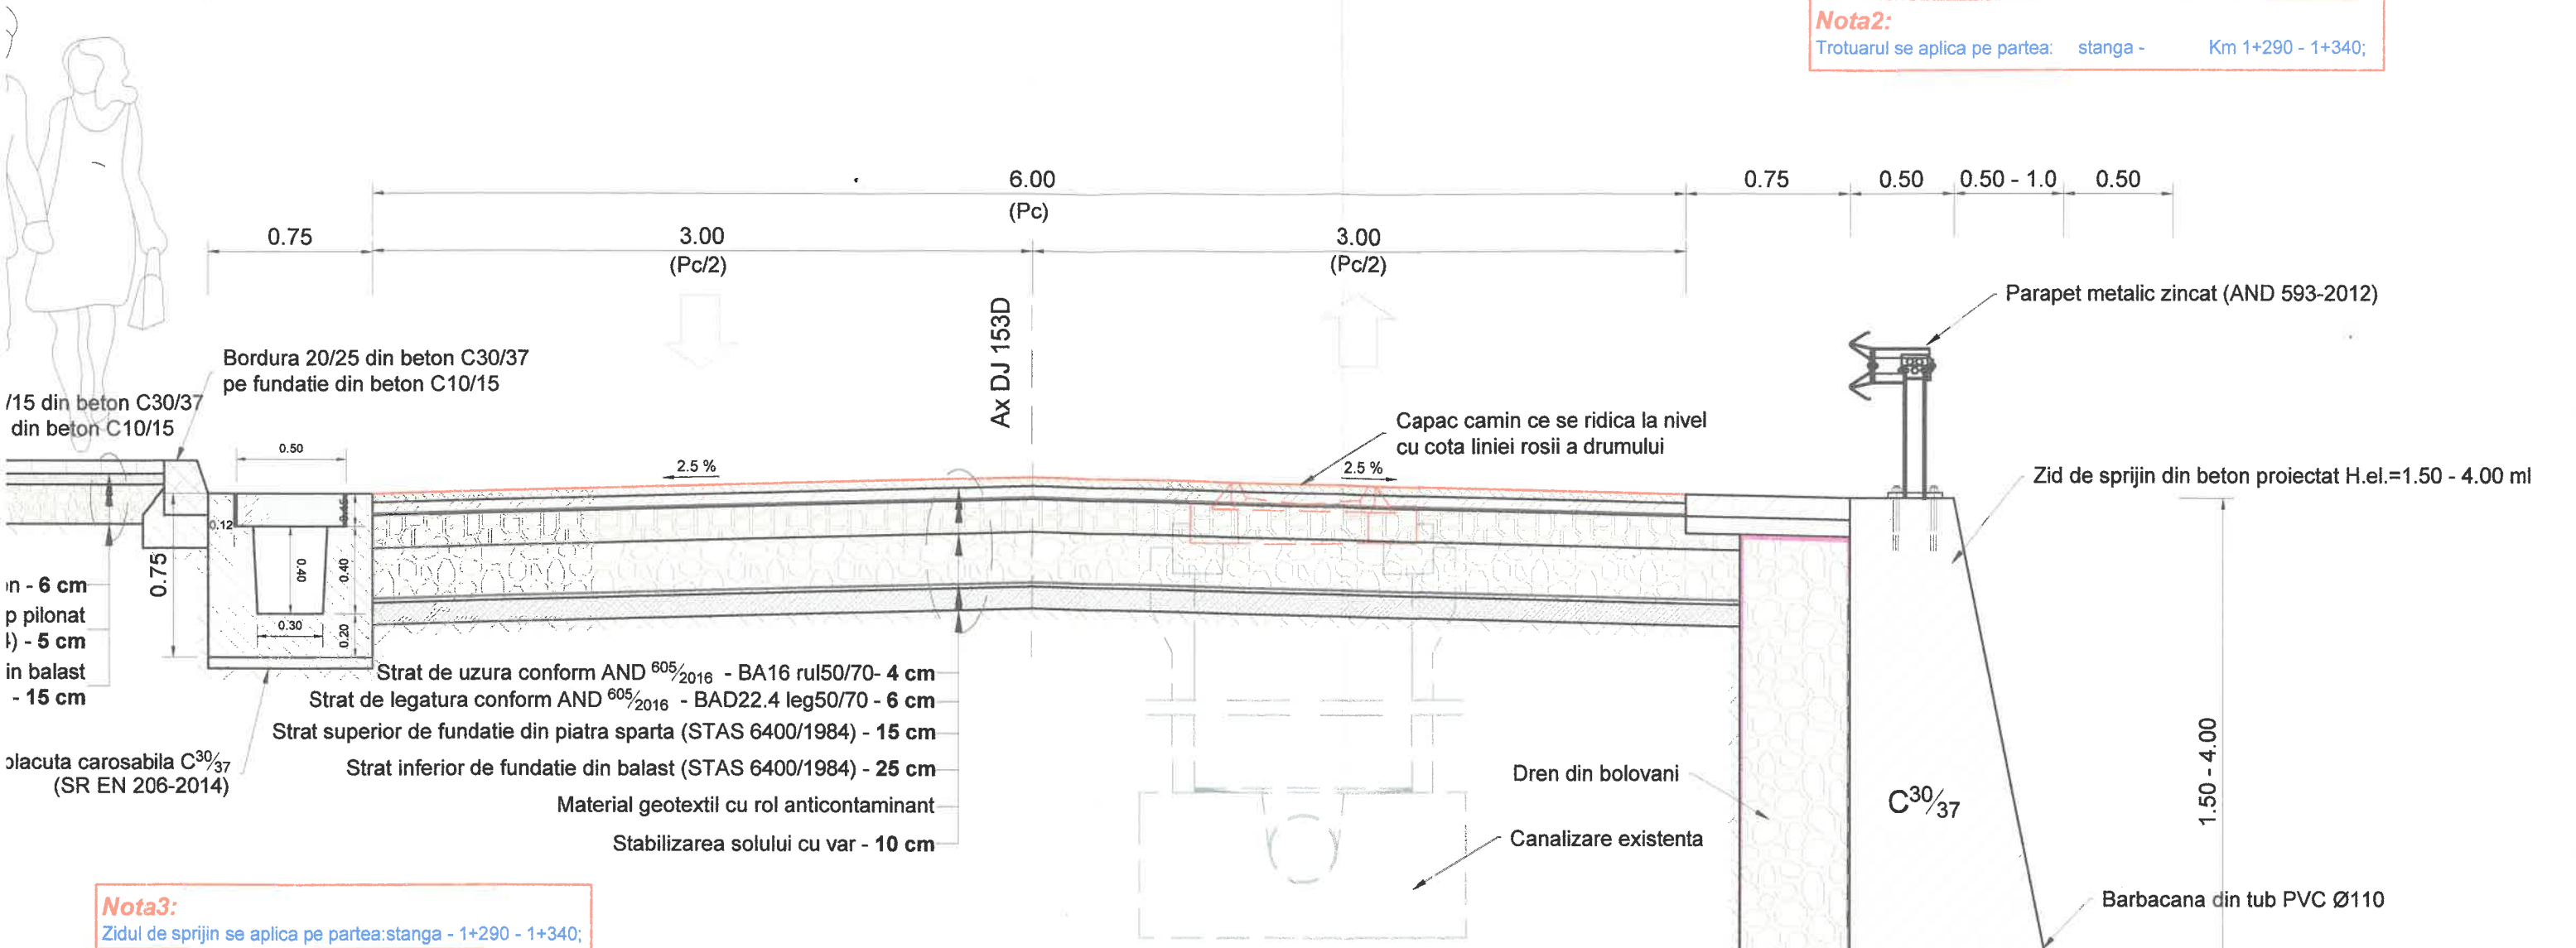 Nota2:
Trotuarul se aplica pe partea: stanga - Km 1+290 - 1+340;
6.00
(Pc)
0.75
0.50
0.50 - 1.0
0.50
0.75
3.00
(Pc/2)
3.00
(Pc/2)
Ax DJ 153D
Parapet metalic zincat (AND 593-2012)
Bordura 20/25 din beton C30/37
pe fundatie din beton C10/15
/15 din beton C30/37
din beton C10/15
Capac camin ce se ridica la nivel
cu cota liniei rosii a drumului
0.50
2.5 %
2.5 %
Zid de sprijin din beton proiectat H.el.=1.50 - 4.00 ml
0.12
0.75
0.40
0.40
0.30
0.20
- 6 cm
p pilonat
) - 5 cm
in balast
- 15 cm
Strat de uzura conform AND 605/2016 - BA16 rul50/70- 4 cm
Strat de legatura conform AND 605/2016 - BAD22.4 leg50/70 - 6 cm
Strat superior de fundatie din piatra sparta (STAS 6400/1984) - 15 cm
Strat inferior de fundatie din balast (STAS 6400/1984) - 25 cm
Material geotextil cu rol anticontaminant
Stabilizarea solului cu var - 10 cm
placuta carosabila C30/37
(SR EN 206-2014)
Dren din bolovani
Canalizare existenta
C30/37
1.50 - 4.00
Barbacana din tub PVC Ø110
Nota3:
Zidul de sprijin se aplica pe partea:stanga - 1+290 - 1+340;